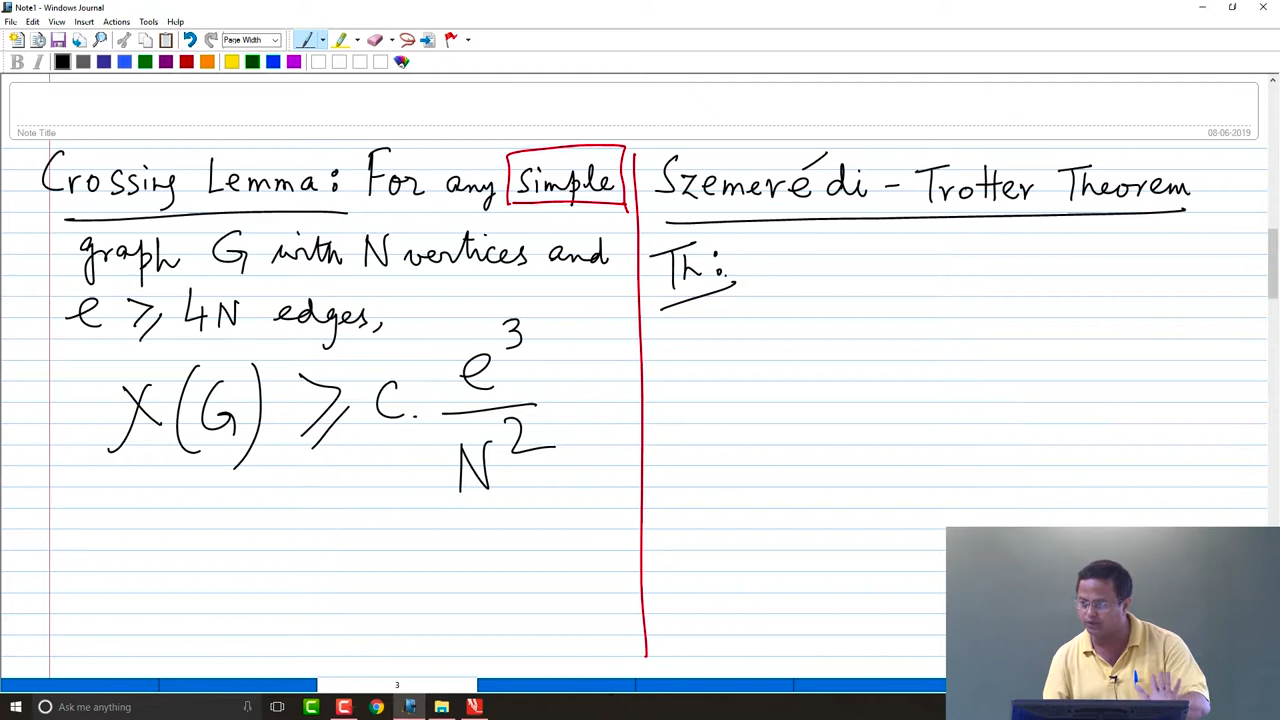 Note1 - Windows Journal
File Edit View Insert Actions Tools Help
Page Width
B I
Note Title
08-06-2019
Crossing Lemma: For any simple
graph G with N vertices and
e ⩾ 4N edges,
X(G) ⩾ C. e^3 / N^2
Szemerédi - Trotter Theorem
Th:
3
Ask me anything